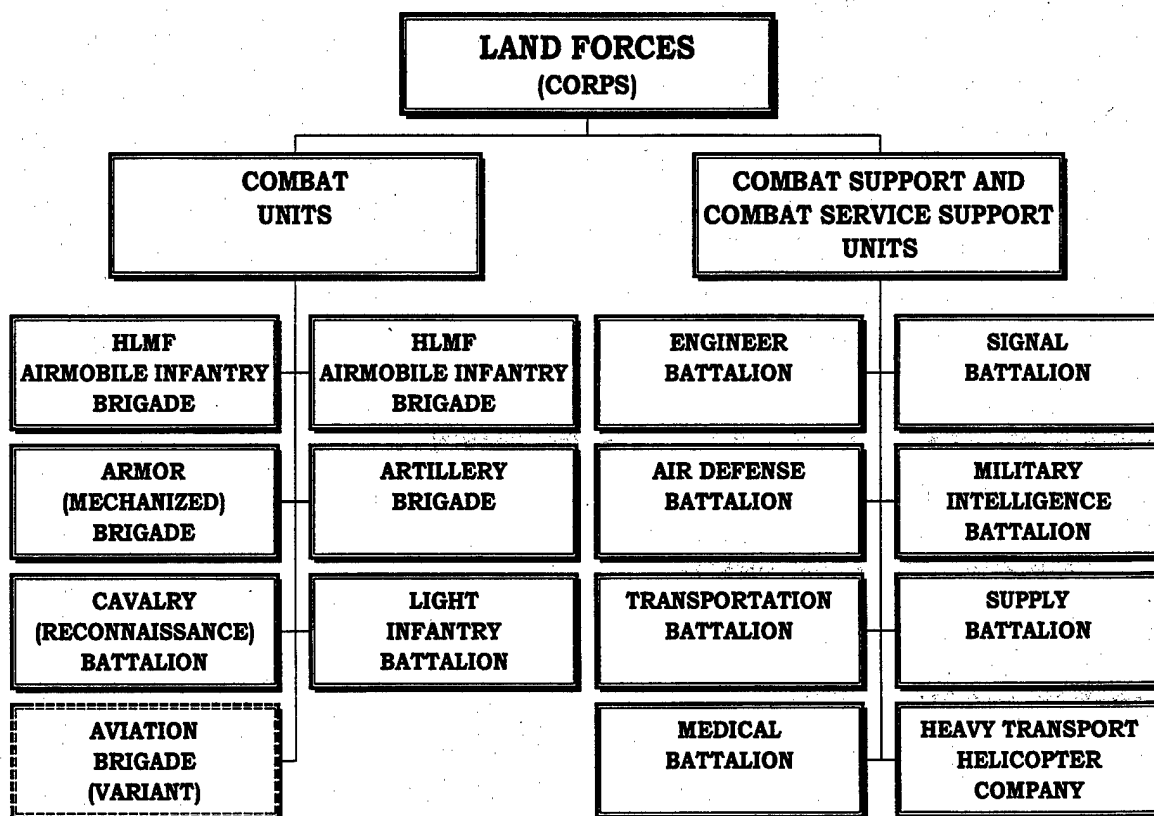 LAND FORCES
(CORPS)
COMBAT
UNITS
COMBAT SUPPORT AND
COMBAT SERVICE SUPPORT
UNITS
HLMF
AIRMOBILE INFANTRY
BRIGADE
HLMF
AIRMOBILE INFANTRY
BRIGADE
ENGINEER
BATTALION
SIGNAL
BATTALION
ARMOR
(MECHANIZED)
BRIGADE
ARTILLERY
BRIGADE
AIR DEFENSE
BATTALION
MILITARY
INTELLIGENCE
BATTALION
CAVALRY
(RECONNAISSANCE)
BATTALION
LIGHT
INFANTRY
BATTALION
TRANSPORTATION
BATTALION
SUPPLY
BATTALION
AVIATION
BRIGADE
(VARIANT)
MEDICAL
BATTALION
HEAVY TRANSPORT
HELICOPTER
COMPANY